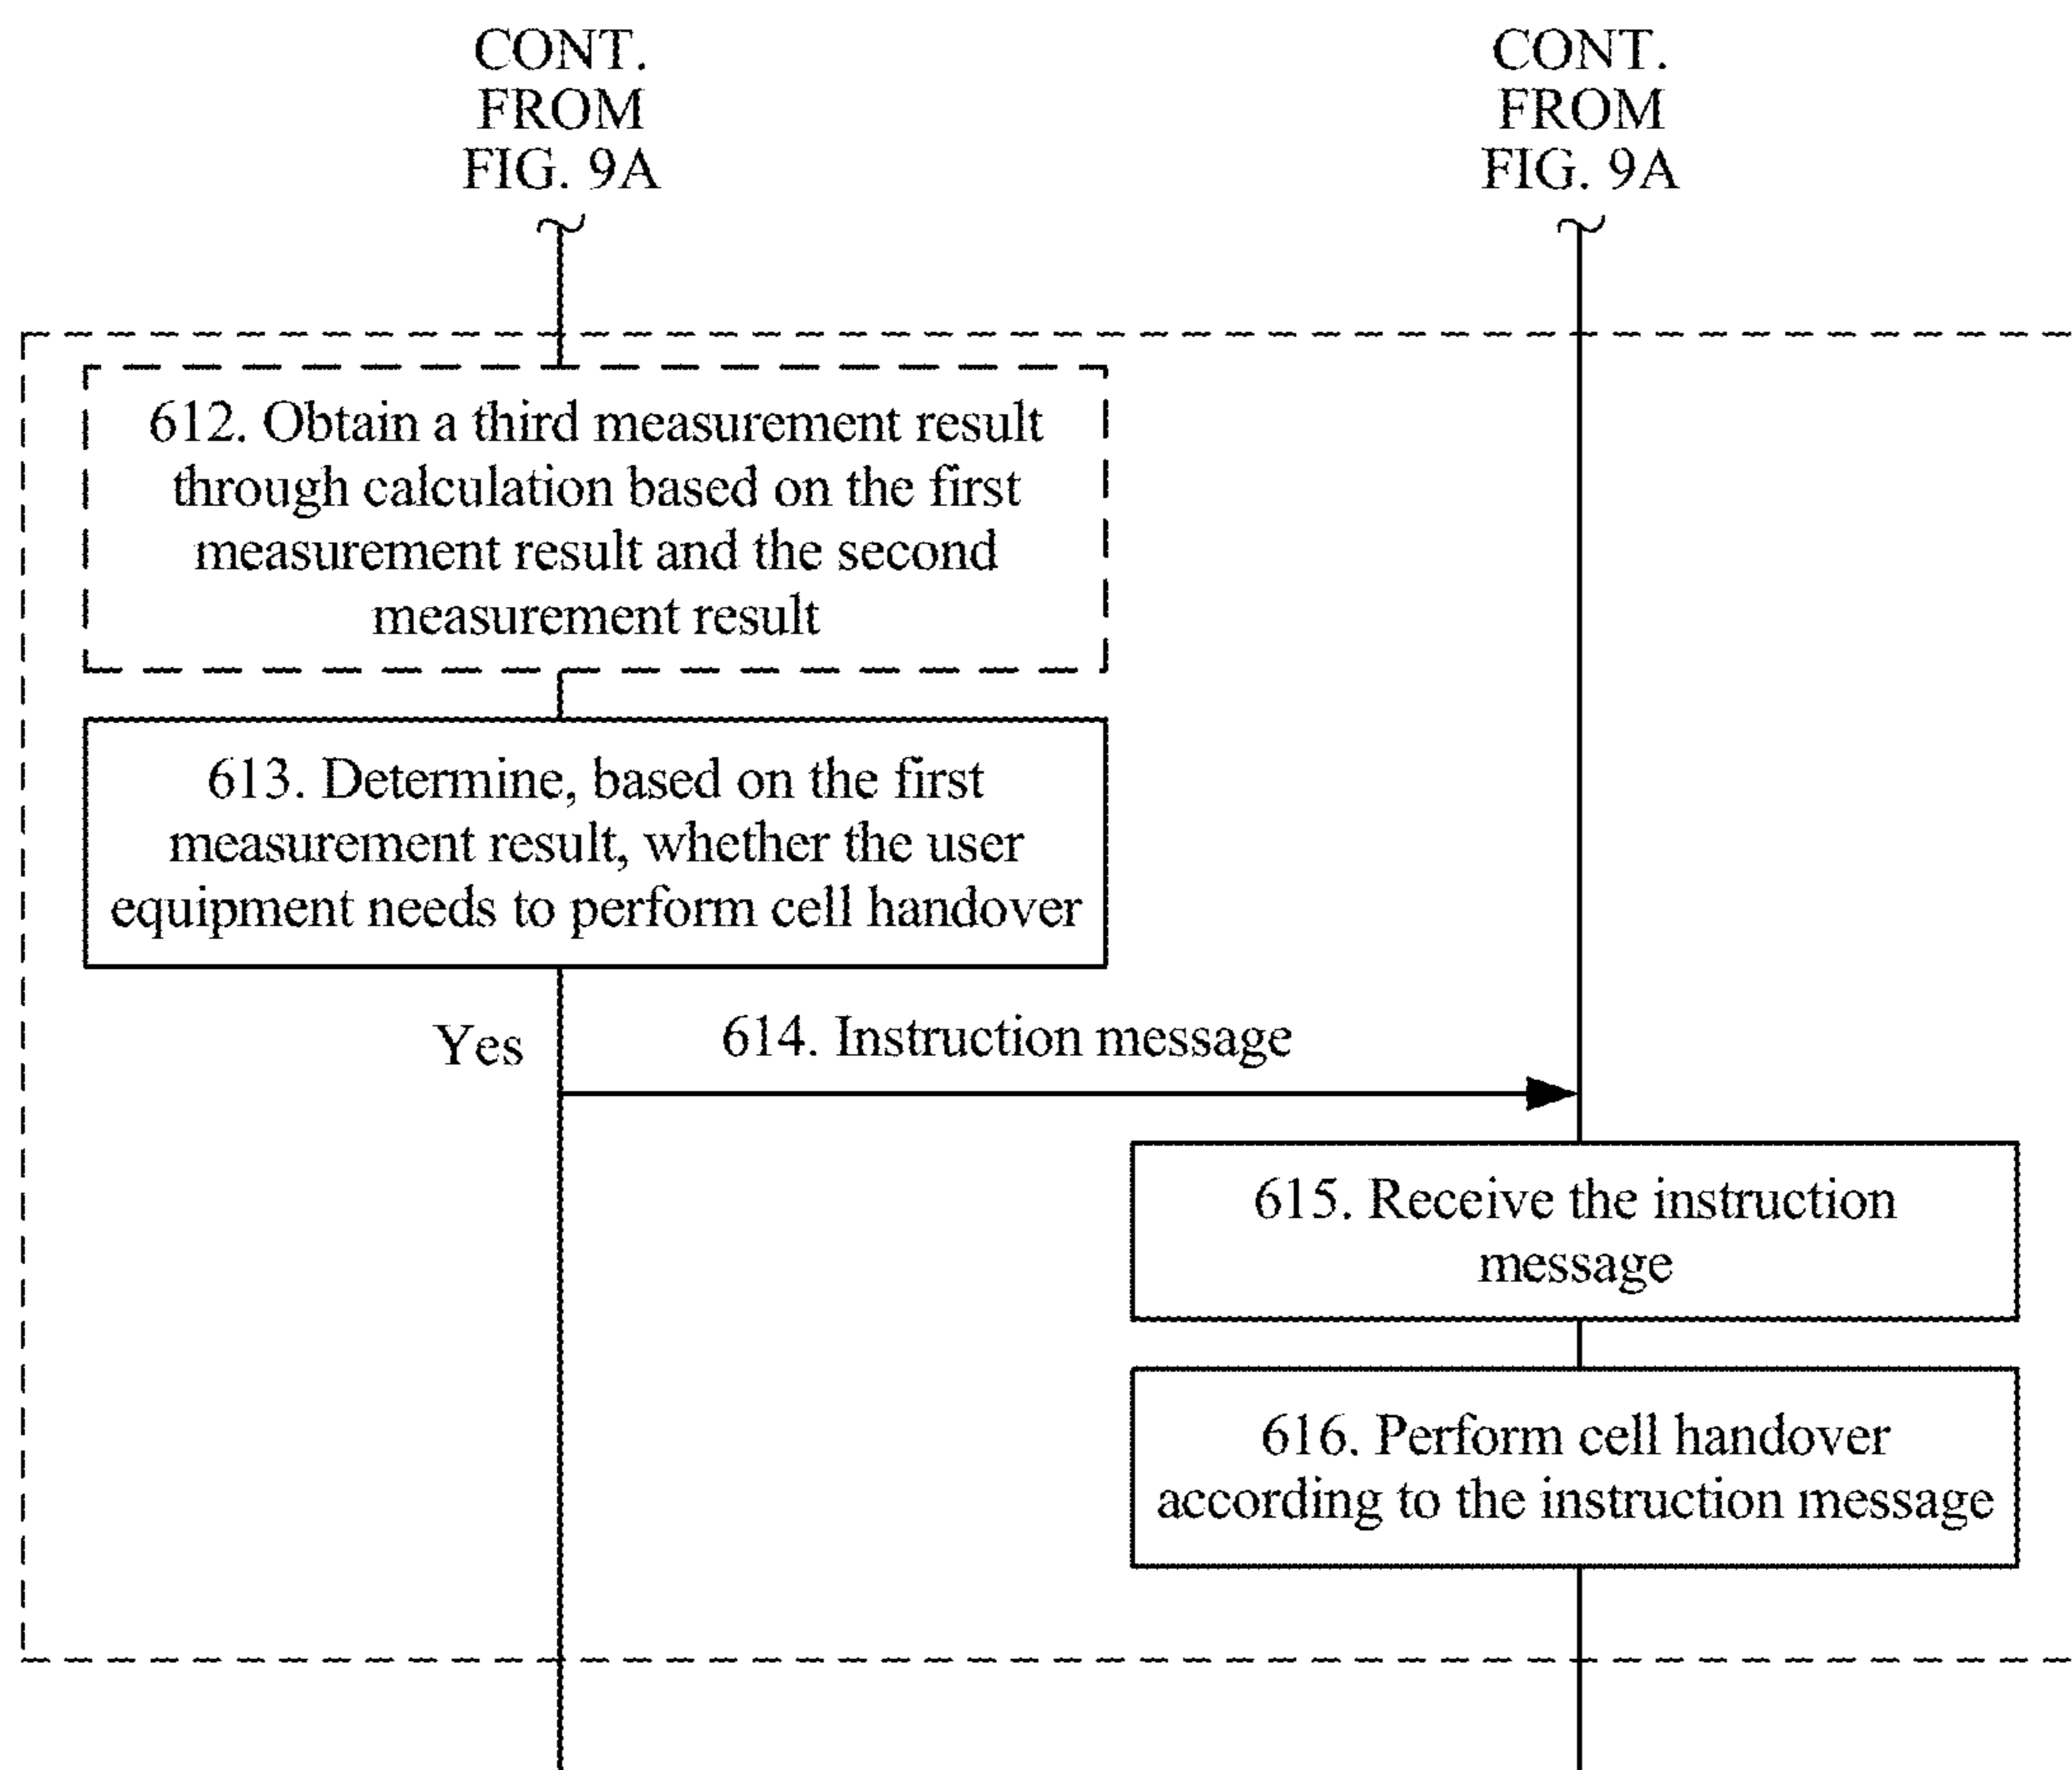 CONT.
FROM
FIG. 9A
CONT.
FROM
FIG. 9A
612. Obtain a third measurement result
through calculation based on the first
measurement result and the second
measurement result
613. Determine, based on the first
measurement result, whether the user
equipment needs to perform cell handover
Yes
614. Instruction message
615. Receive the instruction
message
616. Perform cell handover
according to the instruction message